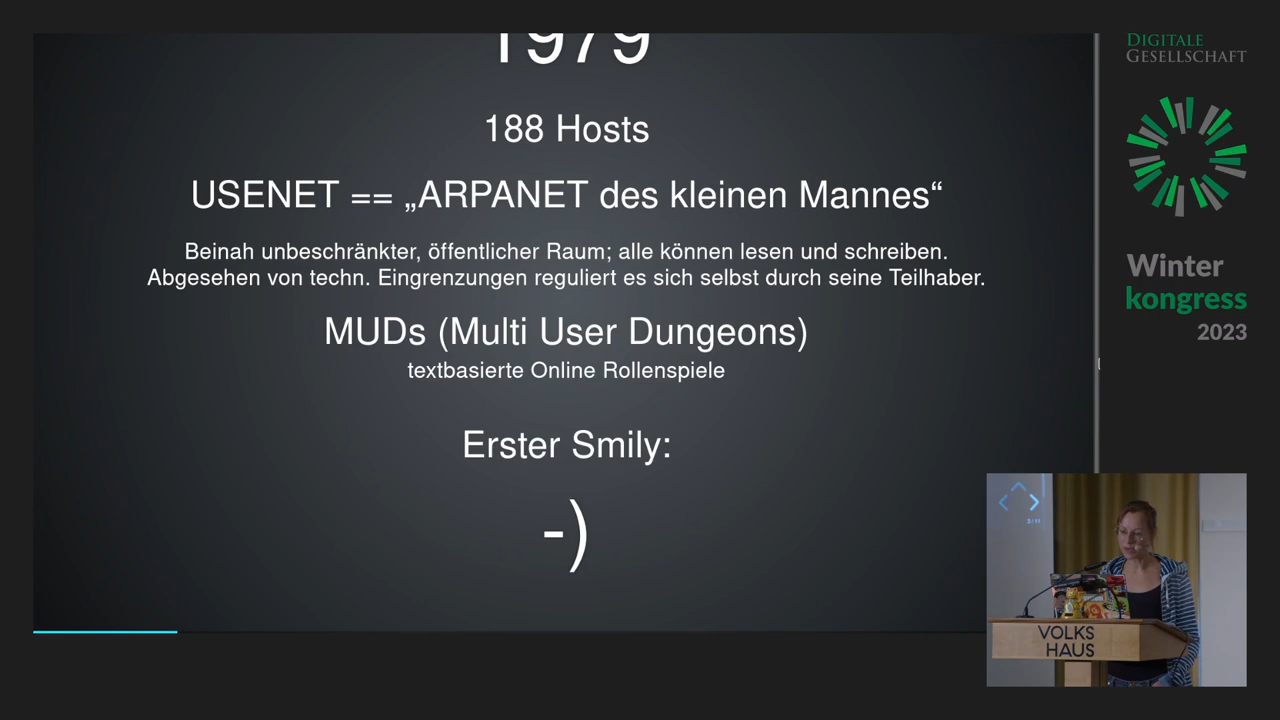 1979
188 Hosts
USENET == „ARPANET des kleinen Mannes“
Beinah unbeschränkter, öffentlicher Raum; alle können lesen und schreiben.
Abgesehen von techn. Eingrenzungen reguliert es sich selbst durch seine Teilhaber.
MUDs (Multi User Dungeons)
textbasierte Online Rollenspiele
Erster Smily:
-)
DIGITALE
GESELLSCHAFT
Winter
kongress
2023
VOLKS
HAUS